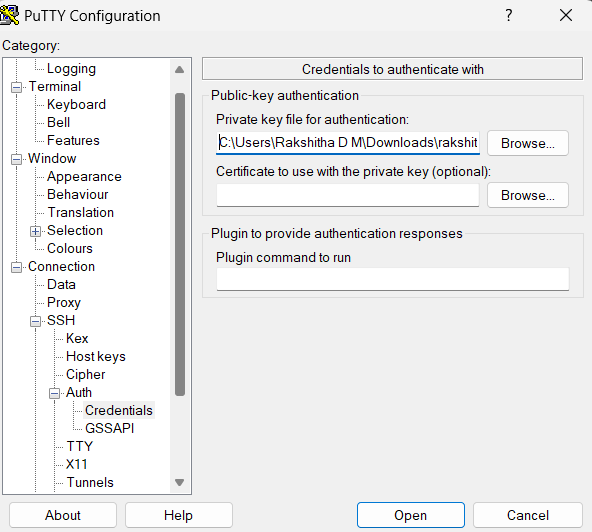 PuTTY Configuration
?
Category:
Logging
Terminal
Keyboard
Bell
Features
Window
Appearance
Behaviour
Translation
Selection
Colours
Connection
Data
Proxy
SSH
Kex
Host keys
Cipher
Auth
Credentials
GSSAPI
TTY
X11
Tunnels
Credentials to authenticate with
Public-key authentication
Private key file for authentication:
C:\Users\Rakshitha D M\Downloads\rakshit
Browse...
Certificate to use with the private key (optional):
Browse...
Plugin to provide authentication responses
Plugin command to run
About
Help
Open
Cancel